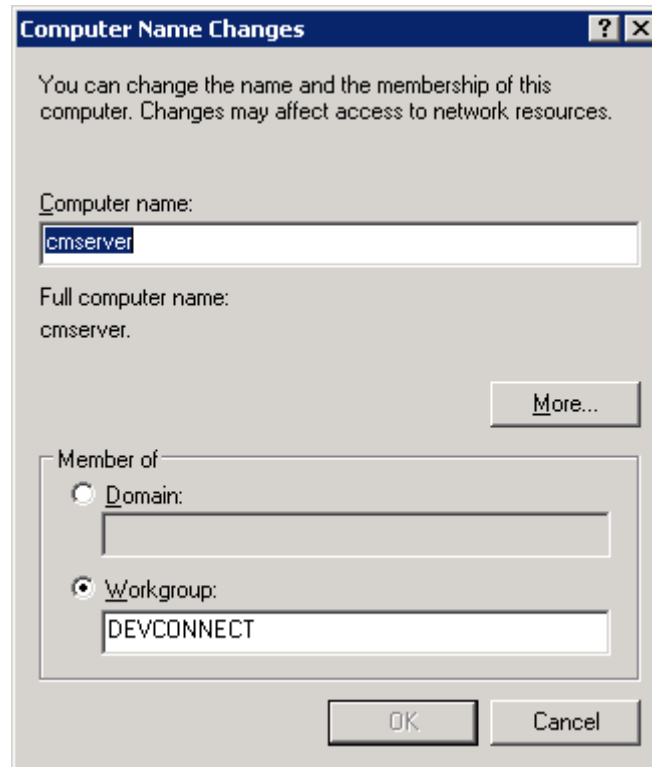 Computer Name Changes
You can change the name and the membership of this
computer. Changes may affect access to network resources.
Computer name:
cmserver
Full computer name:
cmserver.
More...
Member of
Domain:
Workgroup:
DEVCONNECT
OK Cancel